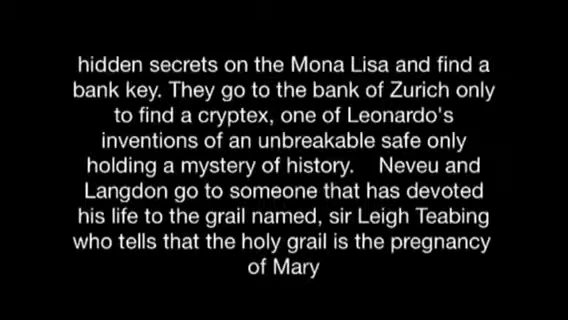 hidden secrets on the Mona Lisa and find a
bank key. They go to the bank of Zurich only
to find a cryptex, one of Leonardo's
inventions of an unbreakable safe only
holding a mystery of history. Neveu and
Langdon go to someone that has devoted
his life to the grail named, sir Leigh Teabing
who tells that the holy grail is the pregnancy
of Mary